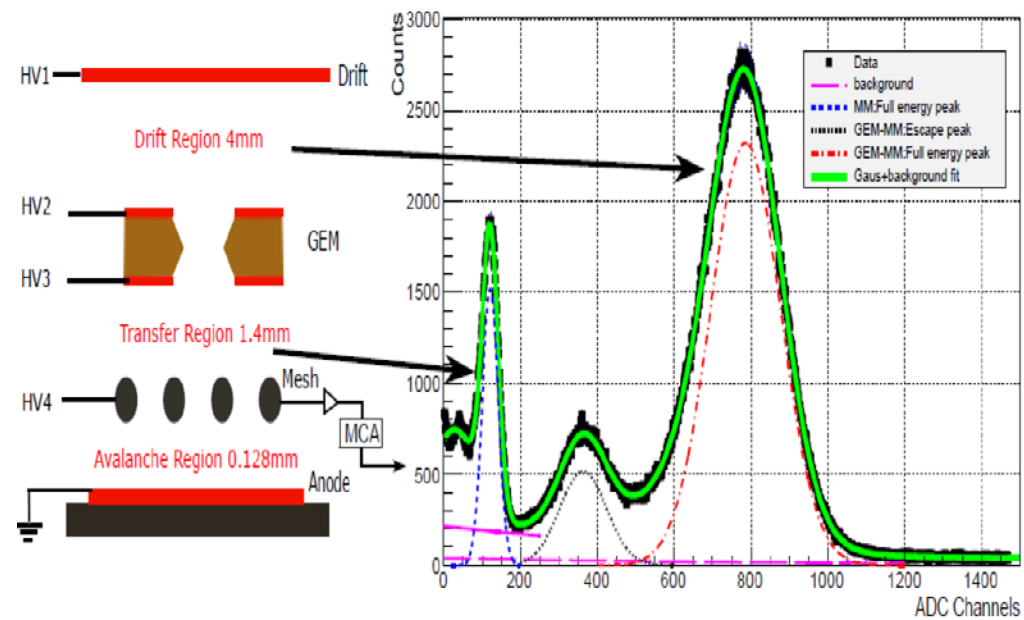 HV1
Drift
Drift Region 4mm
HV2
GEM
HV3
Transfer Region 1.4mm
Mesh
HV4
MCA
Avalanche Region 0.128mm
Anode
Counts
3000
2500
2000
1500
1000
500
0
0 200 400 600 800 1000 1200 1400
ADC Channels
Data
background
MM:Full energy peak
GEM-MM:Escape peak
GEM-MM:Full energy peak
Gaus+background fit